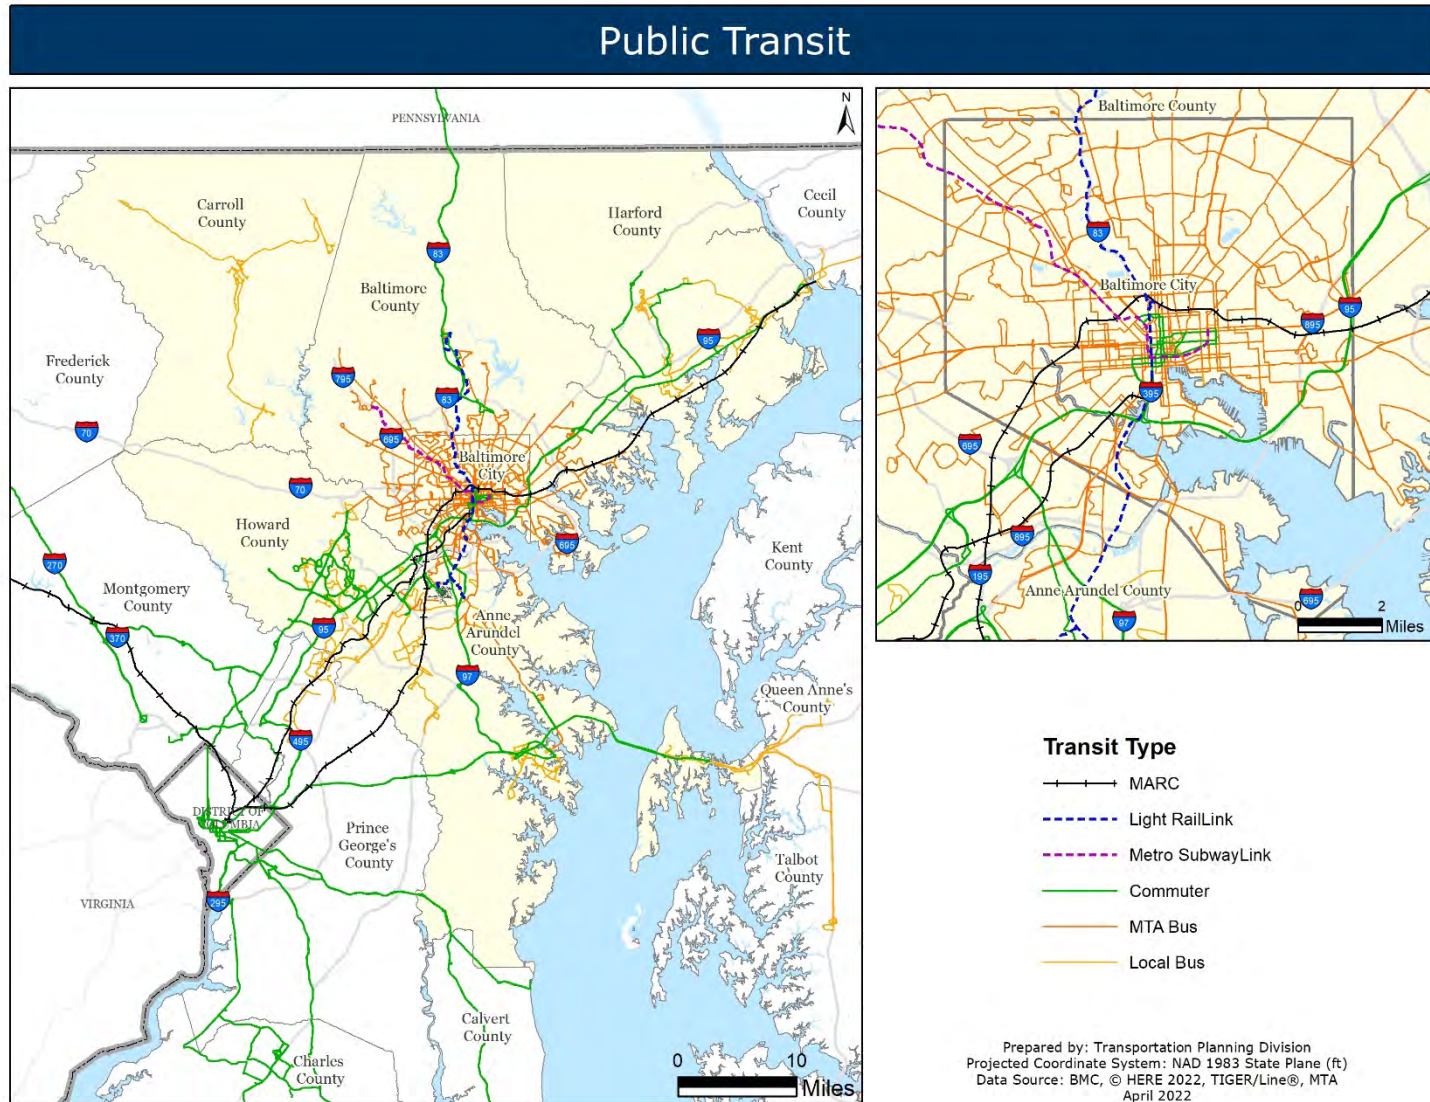 Public Transit
N
PENNSYLVANIA
Carroll
County
Harford
County
Cecil
County
83
Baltimore
County
Frederick
County
95
795
83
70
695
Baltimore
City
70
Howard
County
695
Kent
County
270
Montgomery
County
370
95
Anne
Arundel
County
97
Queen Anne's
County
495
DISTRICT OF
COLUMBIA
Prince
George's
County
Talbot
County
VIRGINIA
295
Calvert
County
Charles
County
0 10
Miles
Baltimore County
83
Baltimore City
95
895
395
695
895
195
Anne Arundel County
695
97
0 2
Miles
Transit Type
MARC
Light RailLink
Metro SubwayLink
Commuter
MTA Bus
Local Bus
Prepared by: Transportation Planning Division
Projected Coordinate System: NAD 1983 State Plane (ft)
Data Source: BMC, © HERE 2022, TIGER/Line®, MTA
April 2022